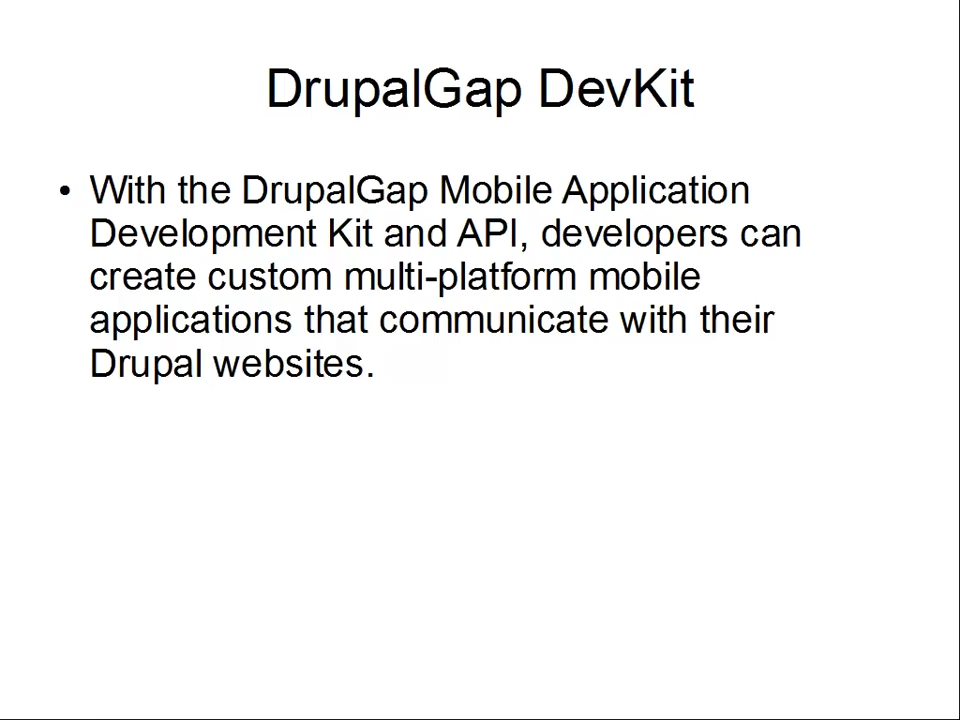 DrupalGap DevKit
• With the DrupalGap Mobile Application
Development Kit and API, developers can
create custom multi-platform mobile
applications that communicate with their
Drupal websites.